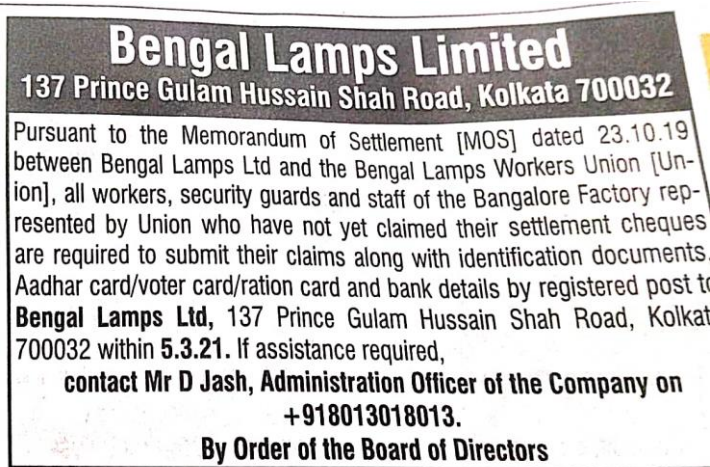 Bengal Lamps Limited
137 Prince Gulam Hussain Shah Road, Kolkata 700032
Pursuant to the Memorandum of Settlement [MOS] dated 23.10.19
between Bengal Lamps Ltd and the Bengal Lamps Workers Union [Un-
ion], all workers, security guards and staff of the Bangalore Factory rep-
resented by Union who have not yet claimed their settlement cheques
are required to submit their claims along with identification documents.
Aadhar card/voter card/ration card and bank details by registered post to
Bengal Lamps Ltd, 137 Prince Gulam Hussain Shah Road, Kolkat
700032 within 5.3.21. If assistance required,
contact Mr D Jash, Administration Officer of the Company on
+918013018013.
By Order of the Board of Directors